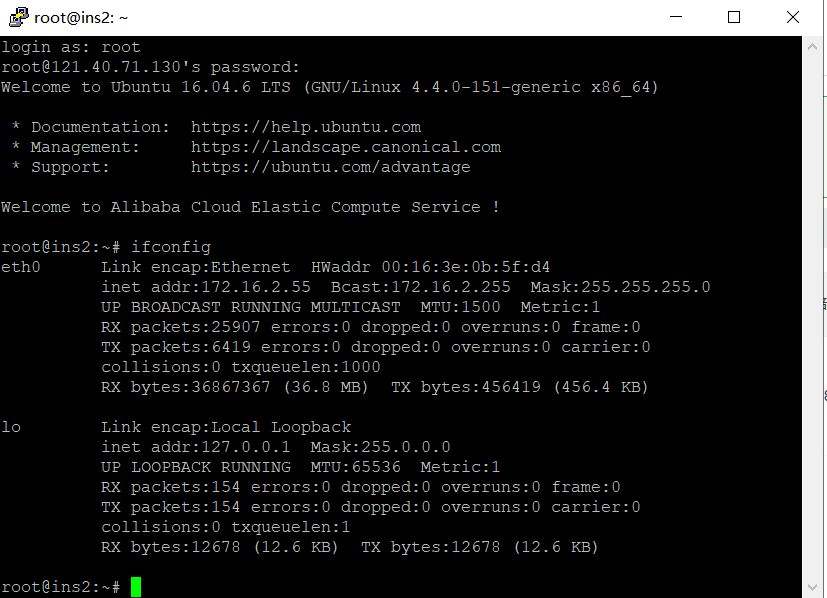 root@ins2: ~
login as: root
root@121.40.71.130's password:
Welcome to Ubuntu 16.04.6 LTS (GNU/Linux 4.4.0-151-generic x86_64)
* Documentation:  https://help.ubuntu.com
* Management:     https://landscape.canonical.com
* Support:        https://ubuntu.com/advantage
Welcome to Alibaba Cloud Elastic Compute Service !
root@ins2:~# ifconfig
eth0      Link encap:Ethernet  HWaddr 00:16:3e:0b:5f:d4
inet addr:172.16.2.55  Bcast:172.16.2.255  Mask:255.255.255.0
UP BROADCAST RUNNING MULTICAST  MTU:1500  Metric:1
RX packets:25907 errors:0 dropped:0 overruns:0 frame:0
TX packets:6419 errors:0 dropped:0 overruns:0 carrier:0
collisions:0 txqueuelen:1000
RX bytes:36867367 (36.8 MB)  TX bytes:456419 (456.4 KB)
lo        Link encap:Local Loopback
inet addr:127.0.0.1  Mask:255.0.0.0
UP LOOPBACK RUNNING  MTU:65536  Metric:1
RX packets:154 errors:0 dropped:0 overruns:0 frame:0
TX packets:154 errors:0 dropped:0 overruns:0 carrier:0
collisions:0 txqueuelen:1
RX bytes:12678 (12.6 KB)  TX bytes:12678 (12.6 KB)
root@ins2:~#